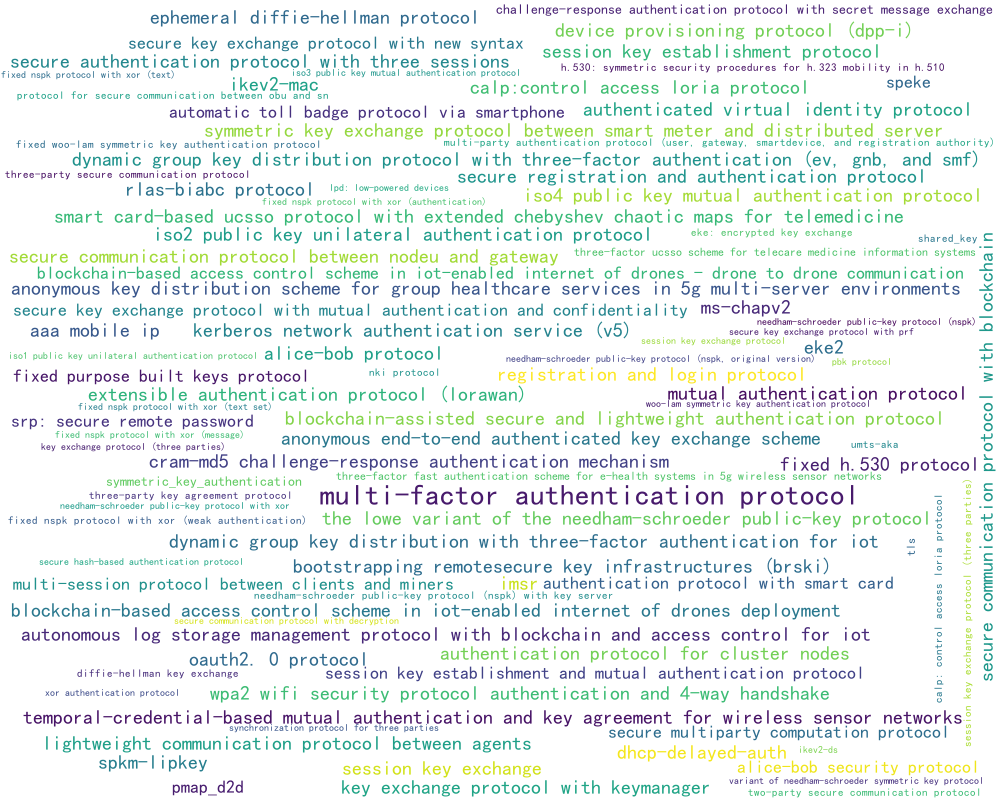 ephemeral diffie-hellman protocol
challenge-response authentication protocol with secret message exchange
device provisioning protocol (dpp-i)
secure key exchange protocol with new syntax
session key establishment protocol
secure authentication protocol with three sessions
h.530: symmetric security procedures for h.323 mobility in h.510
fixed nspk protocol with xor (text)
iso3 public key mutual authentication protocol
ikev2-mac
calp:control access loria protocol
speke
protocol for secure communication between obu and sn
automatic toll badge protocol via smartphone
authenticated virtual identity protocol
symmetric key exchange protocol between smart meter and distributed server
fixed woo-lam symmetric key authentication protocol
multi-party authentication protocol (user, gateway, smartdevice, and registration authority)
dynamic group key distribution protocol with three-factor authentication (ev, gnb, and smf)
three-party secure communication protocol
secure registration and authentication protocol
rlas-biabc protocol
lpd: low-powered devices
iso4 public key mutual authentication protocol
fixed nspk protocol with xor (authentication)
smart card-based ucsso protocol with extended chebyshev chaotic maps for telemedicine
iso2 public key unilateral authentication protocol
eke: encrypted key exchange
shared_key
secure communication protocol between nodeu and gateway
three-factor ucsso scheme for telecare medicine information systems
blockchain-based access control scheme in iot-enabled internet of drones - drone to drone communication
anonymous key distribution scheme for group healthcare services in 5g multi-server environments
secure key exchange protocol with mutual authentication and confidentiality
ms-chapv2
aaa mobile ip
kerberos network authentication service (v5)
needham-schroeder public-key protocol (nspk)
secure key exchange protocol with prf
session key exchange protocol
eke2
iso1 public key unilateral authentication protocol
alice-bob protocol
needham-schroeder public-key protocol (nspk, original version)
pbk protocol
fixed purpose built keys protocol
nki protocol
registration and login protocol
extensible authentication protocol (lorawan)
mutual authentication protocol
woo-lam symmetric key authentication protocol
fixed nspk protocol with xor (text set)
srp: secure remote password
blockchain-assisted secure and lightweight authentication protocol
fixed nspk protocol with xor (message)
anonymous end-to-end authenticated key exchange scheme
umts-aka
key exchange protocol (three parties)
cram-md5 challenge-response authentication mechanism
fixed h.530 protocol
symmetric_key_authentication
three-factor fast authentication scheme for e-health systems in 5g wireless sensor networks
three-party key agreement protocol
multi-factor authentication protocol
needham-schroeder public-key protocol with xor
fixed nspk protocol with xor (weak authentication)
the lowe variant of the needham-schroeder public-key protocol
dynamic group key distribution with three-factor authentication for iot
tls
secure hash-based authentication protocol
bootstrapping remotesecure key infrastructures (brski)
multi-session protocol between clients and miners
imsr
authentication protocol with smart card
needham-schroeder public-key protocol (nspk) with key server
blockchain-based access control scheme in iot-enabled internet of drones deployment
secure communication protocol with decryption
autonomous log storage management protocol with blockchain and access control for iot
oauth2. 0 protocol
authentication protocol for cluster nodes
diffie-hellman key exchange
session key establishment and mutual authentication protocol
xor authentication protocol
wpa2 wifi security protocol authentication and 4-way handshake
temporal-credential-based mutual authentication and key agreement for wireless sensor networks
synchronization protocol for three parties
secure multiparty computation protocol
lightweight communication protocol between agents
dhcp-delayed-auth
ikev2-ds
spkm-lipkey
session key exchange
alice-bob security protocol
pmap_d2d
key exchange protocol with keymanager
variant of needham-schroeder symmetric key protocol
two-party secure communication protocol
calp: control access loria protocol
session key exchange protocol (three parties)
secure communication protocol with blockchain